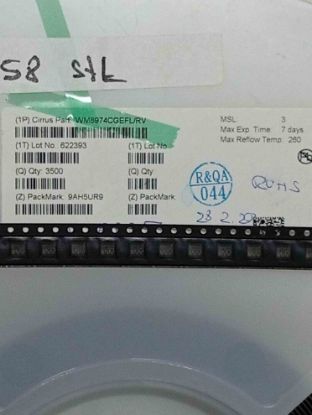 58 StL
(1P) Cirrus Part: WM8974CGEFL/RV
MSL 3
Max Exp. Time: 7 days
(1T) Lot No: 622393 (1T) Lot No
Max Reflow Temp: 260
(Q) Qty: 3500 (Q) Qty
R&QA
044
ROHS
(Z) PackMark: 9AH5UR9 (Z) PackMark:
23 2